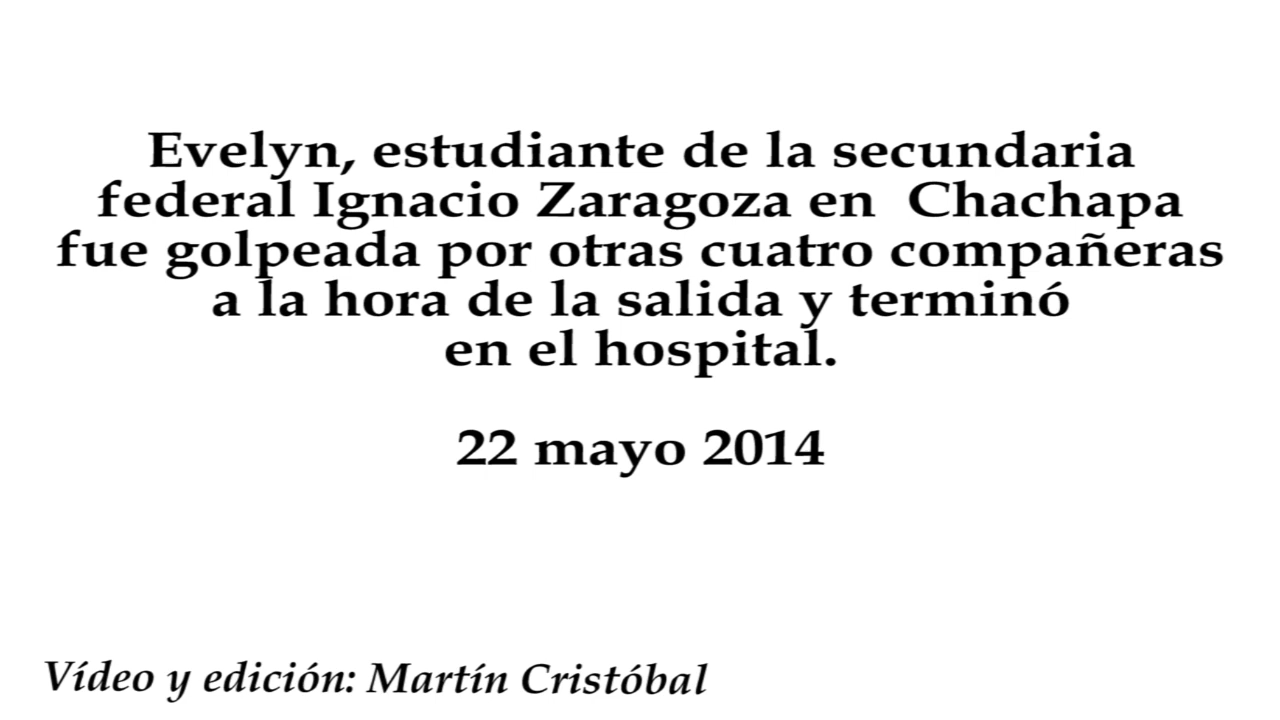 Evelyn, estudiante de la secundaria
federal Ignacio Zaragoza en  Chachapa
fue golpeada por otras cuatro compañeras
a la hora de la salida y terminó
en el hospital.
22 mayo 2014
Vídeo y edición: Martín Cristóbal